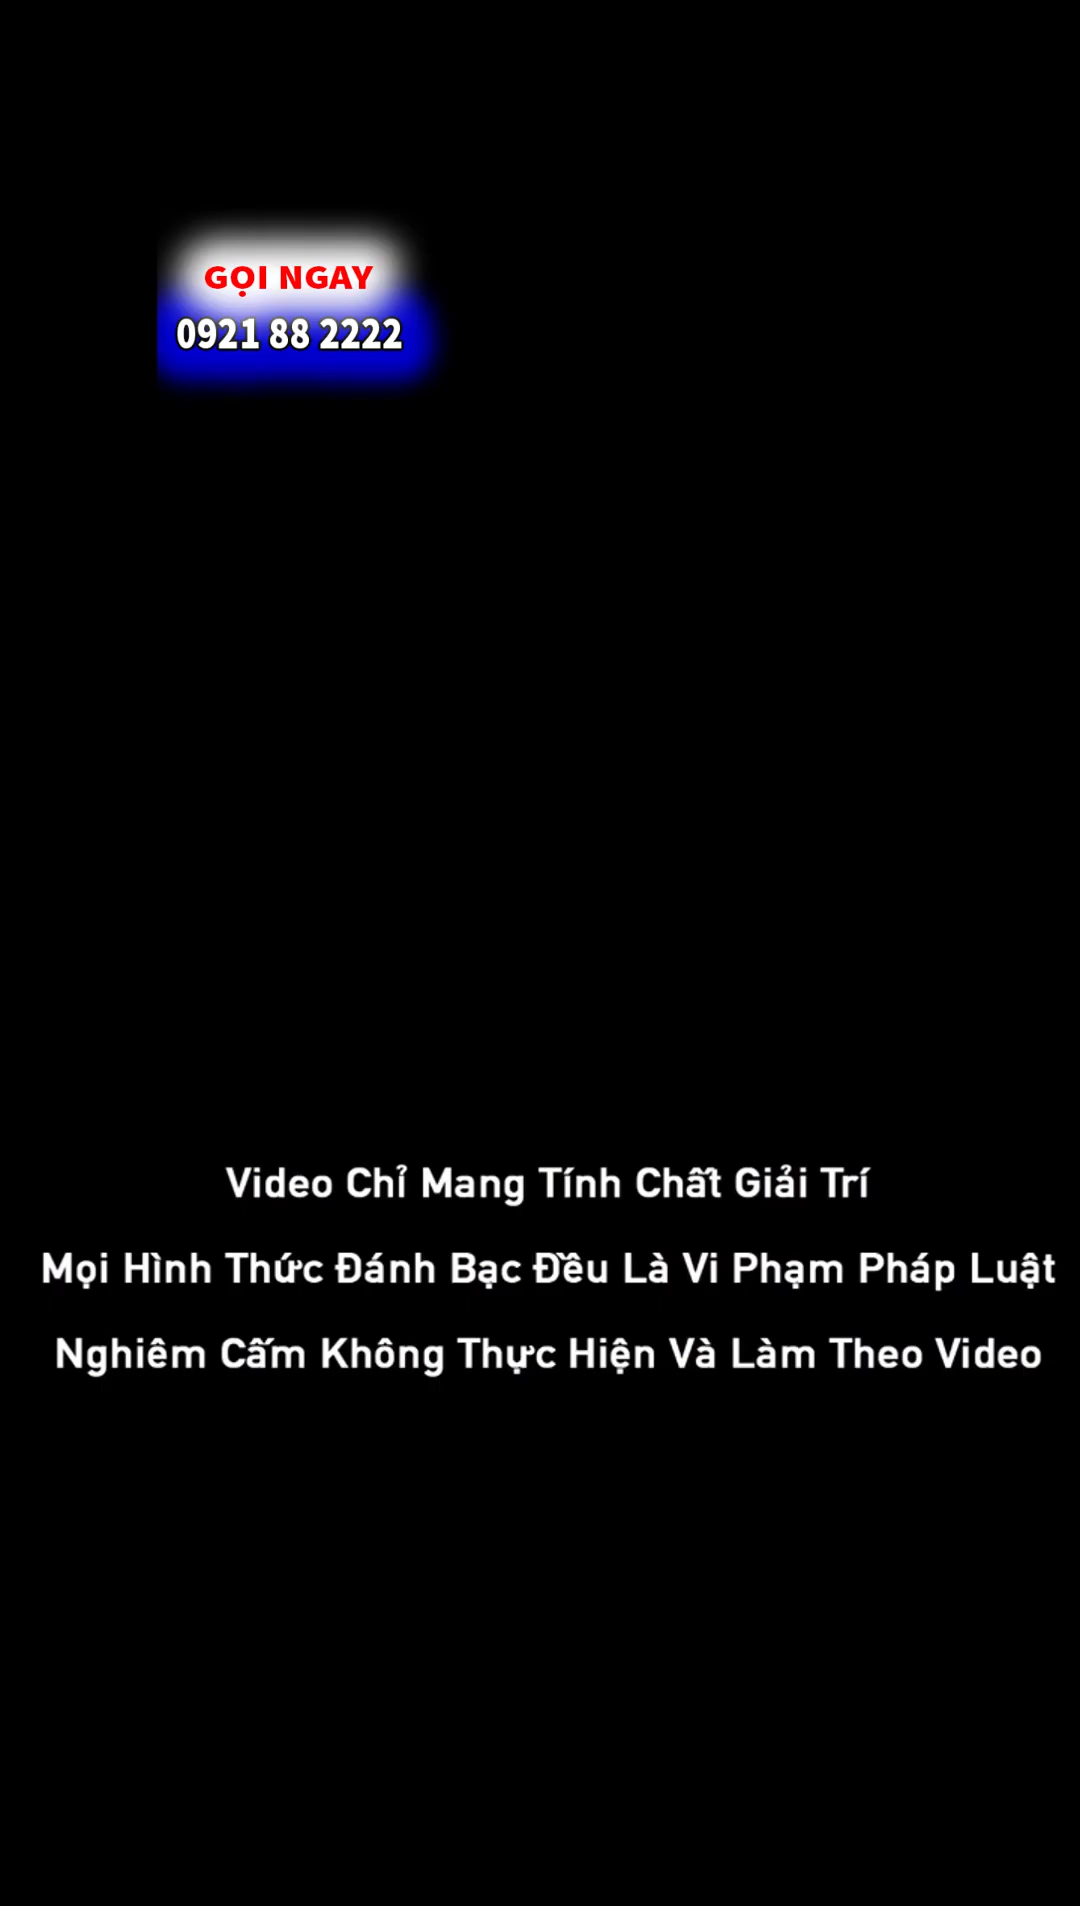 GỌI NGAY
0921 88 2222
Video Chỉ Mang Tính Chất Giải Trí
Mọi Hình Thức Đánh Bạc Đều Là Vi Phạm Pháp Luật
Nghiêm Cấm Không Thực Hiện Và Làm Theo Video